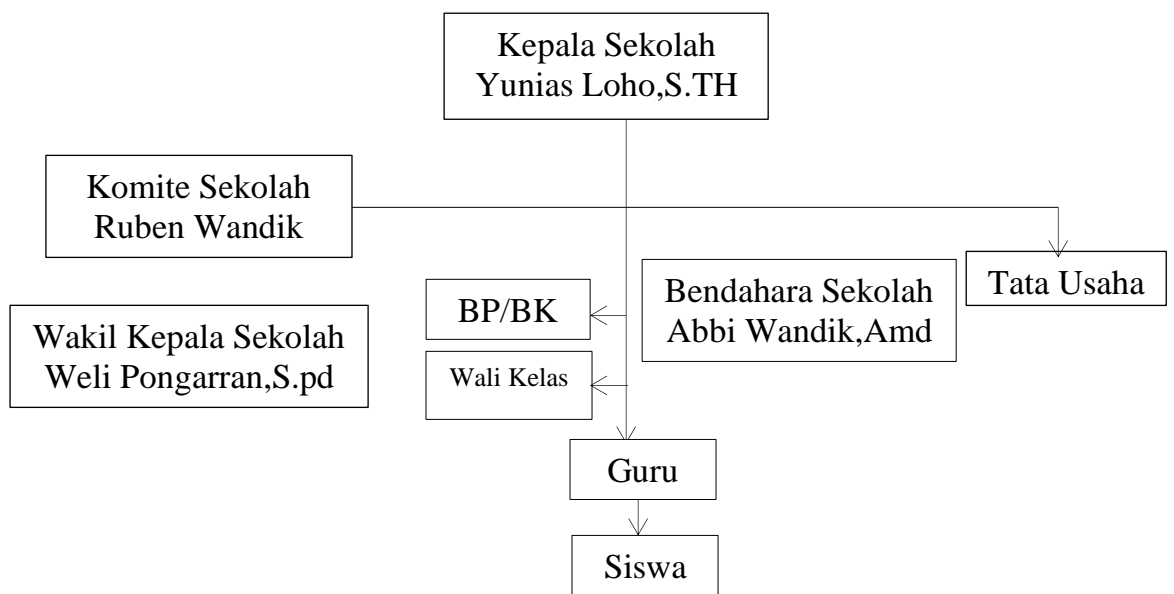 Kepala Sekolah
Yunias Loho,S.TH
Komite Sekolah
Ruben Wandik
Tata Usaha
Bendahara Sekolah
Abbi Wandik,Amd
BP/BK
Wakil Kepala Sekolah
Weli Pongarran,S.pd
Wali Kelas
Guru
Siswa